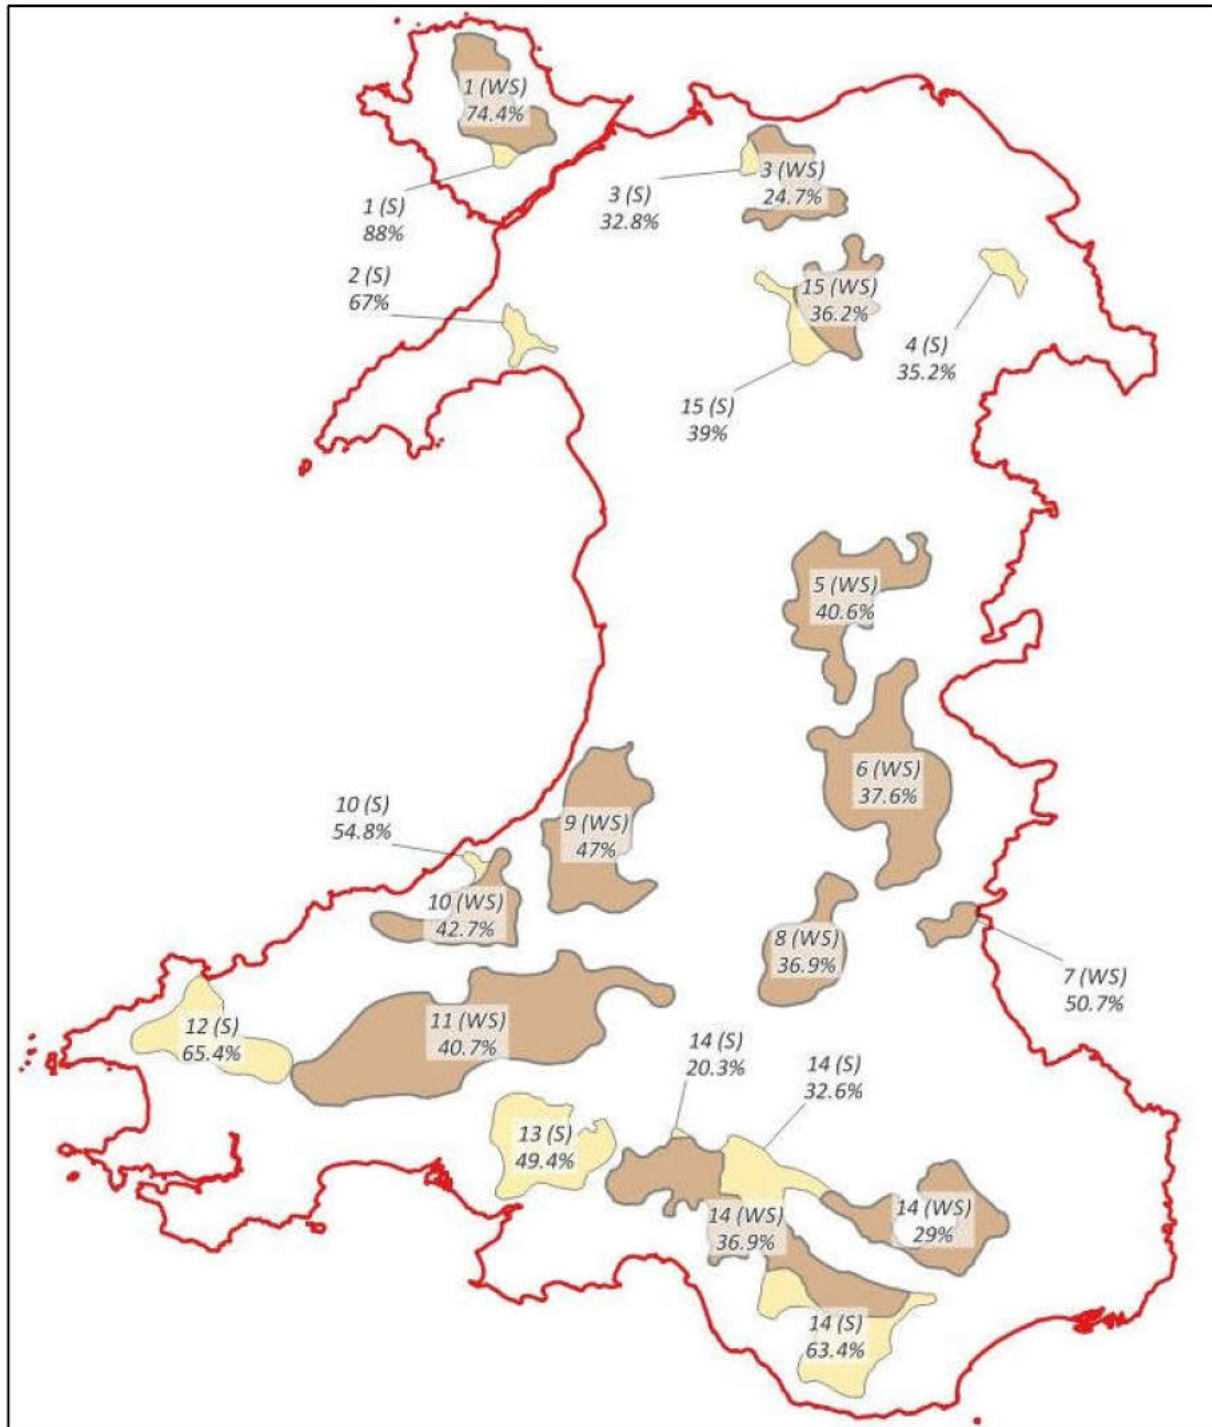 1 (WS)
74.4%
1 (S)
88%
3 (S)
32.8%
3 (WS)
24.7%
2 (S)
67%
15 (WS)
36.2%
4 (S)
35.2%
15 (S)
39%
5 (WS)
40.6%
6 (WS)
37.6%
10 (S)
54.8%
9 (WS)
47%
10 (WS)
42.7%
8 (WS)
36.9%
7 (WS)
50.7%
12 (S)
65.4%
11 (WS)
40.7%
14 (S)
20.3%
14 (S)
32.6%
13 (S)
49.4%
14 (WS)
36.9%
14 (WS)
29%
14 (S)
63.4%